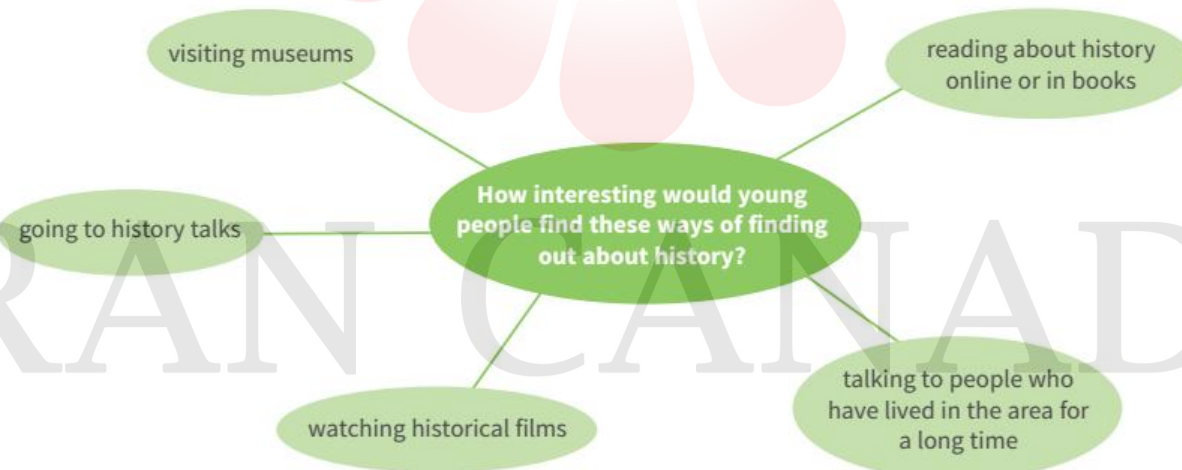 visiting museums
reading about history
online or in books
How interesting would young
people find these ways of finding
out about history?
going to history talks
watching historical films
talking to people who
have lived in the area for
a long time
RAN CANAD